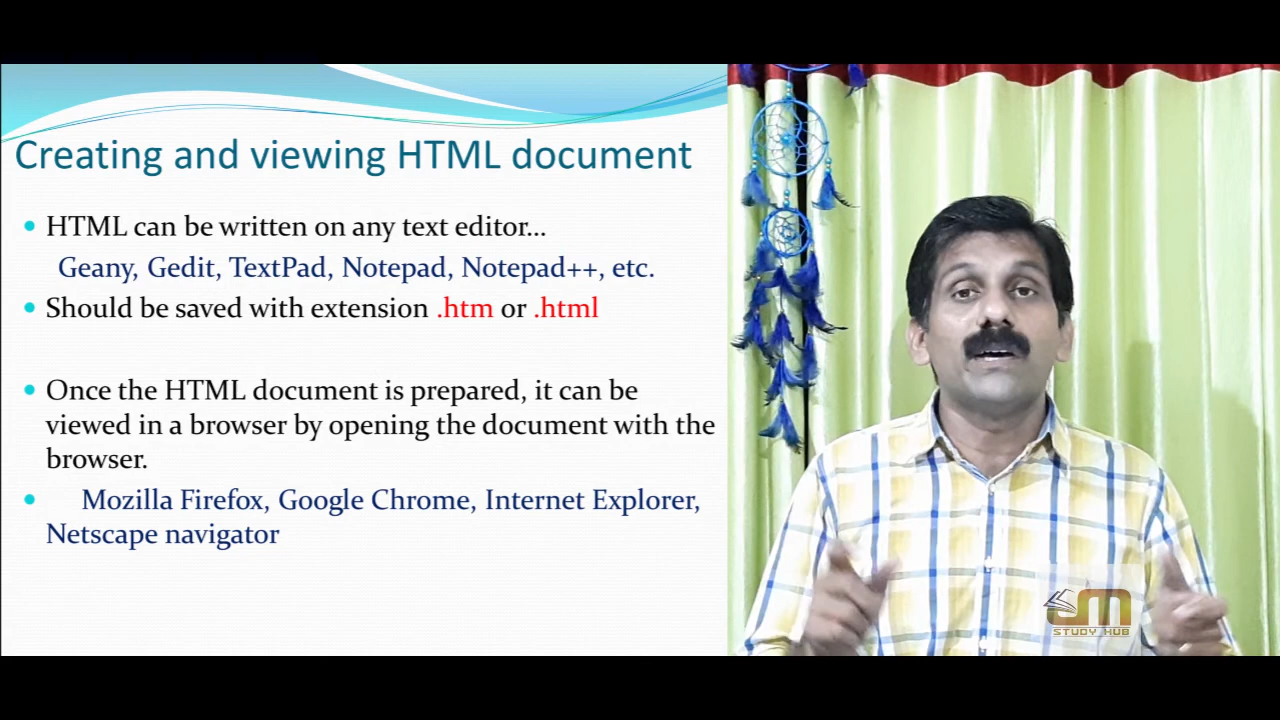 Creating and viewing HTML document
HTML can be written on any text editor...
Geany, Gedit, TextPad, Notepad, Notepad++, etc.
Should be saved with extension .htm or .html
Once the HTML document is prepared, it can be
viewed in a browser by opening the document with the
browser.
Mozilla Firefox, Google Chrome, Internet Explorer,
Netscape navigator
STUDY HUB